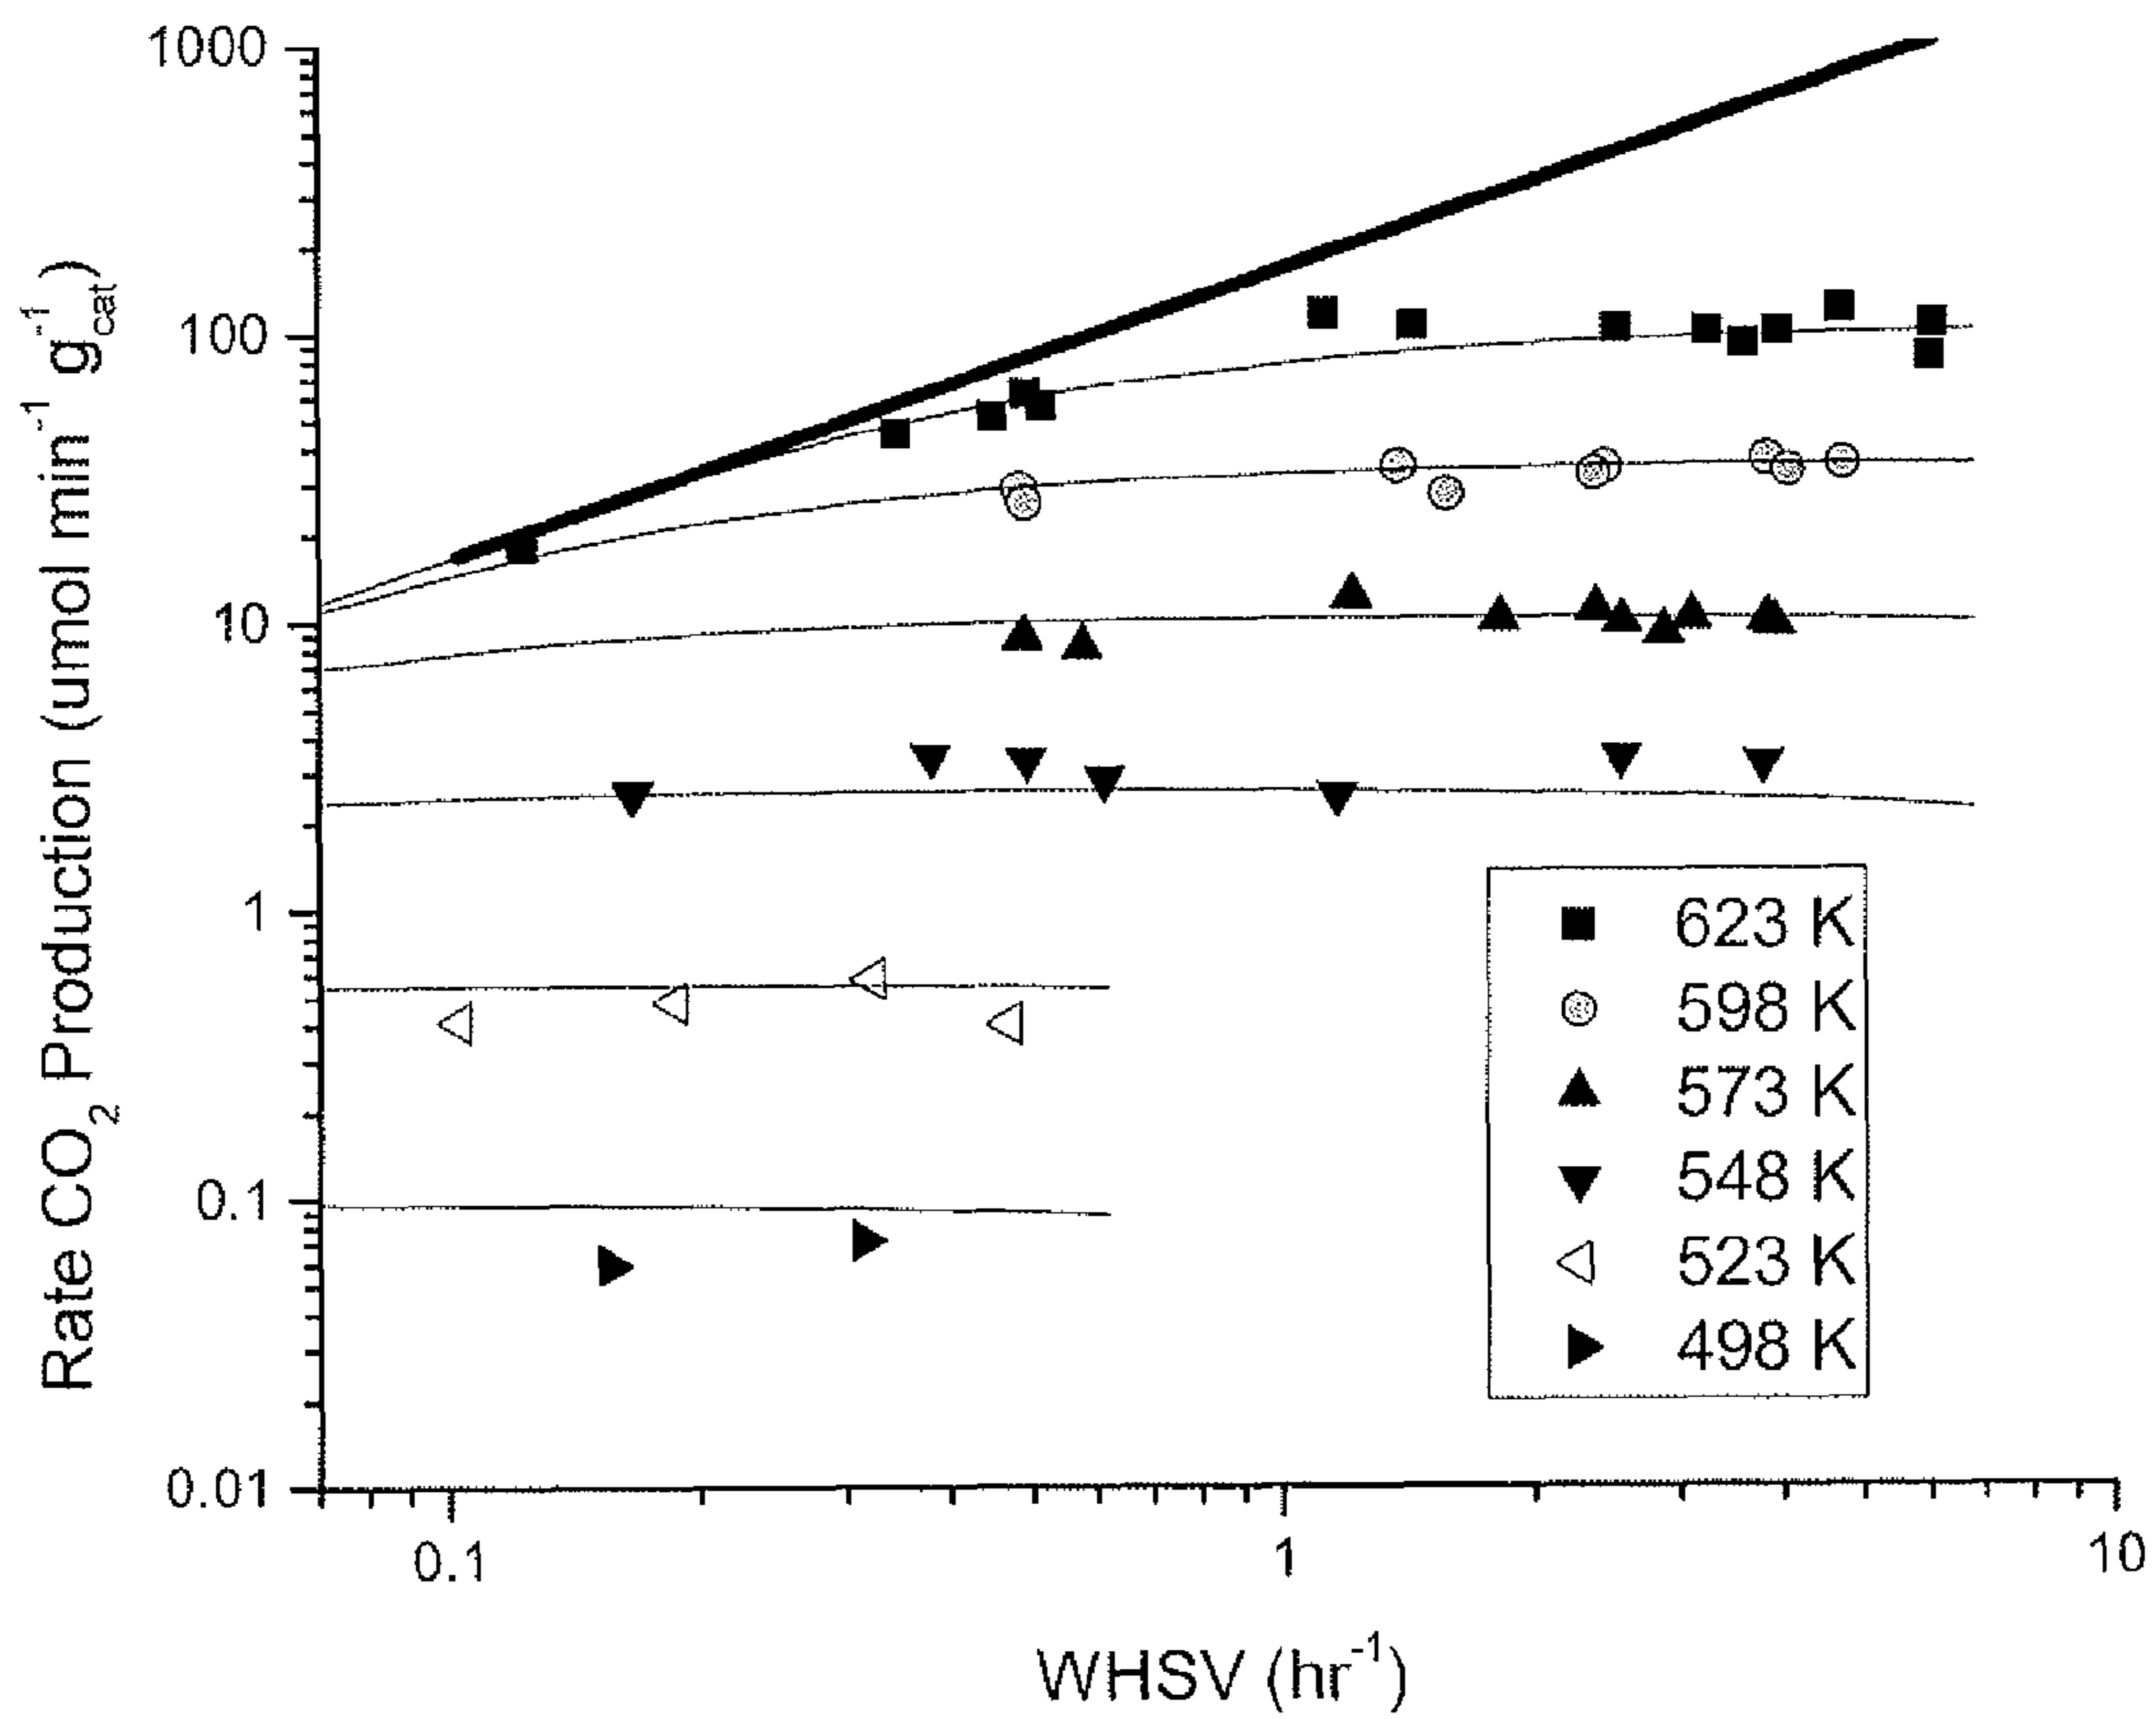 Rate CO2 Production (umol min-1 gcat-1)
1000
100
10
1
0.1
0.01
623 K
598 K
573 K
548 K
523 K
498 K
0.1 1 10
WHSV (hr-1)